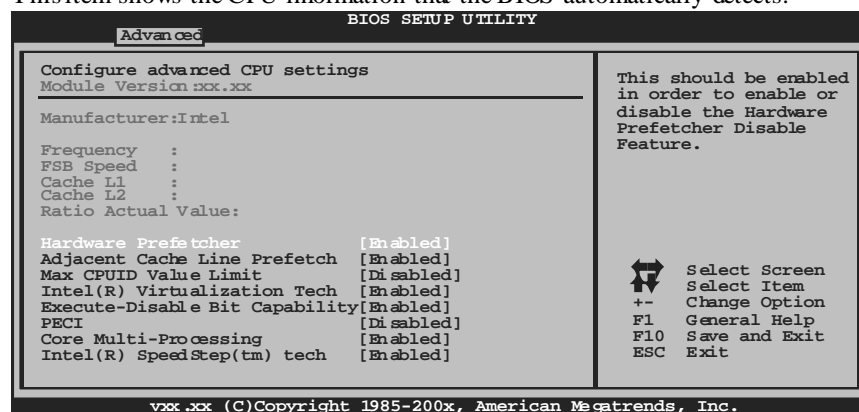 This item shows the CPU information that the BIOS automatically detects.
BIOS SETUP UTILITY
Advanced
Configure advanced CPU settings
Module Version:xx.xx
Manufacturer:Intel
Frequency :
FSB Speed :
Cache L1 :
Cache L2 :
Ratio Actual Value:
Hardware Prefetcher [Enabled]
Adjacent Cache Line Prefetch [Enabled]
Max CPUID Value Limit [Disabled]
Intel(R) Virtualization Tech [Enabled]
Execute-Disable Bit Capability[Enabled]
PECI [Disabled]
Core Multi-Processing [Enabled]
Intel(R) SpeedStep(tm) tech [Enabled]
This should be enabled
in order to enable or
disable the Hardware
Prefetcher Disable
Feature.
Select Screen
Select Item
+- Change Option
F1 General Help
F10 Save and Exit
ESC Exit
vxx.xx (C)Copyright 1985-200x, American Megatrends, Inc.